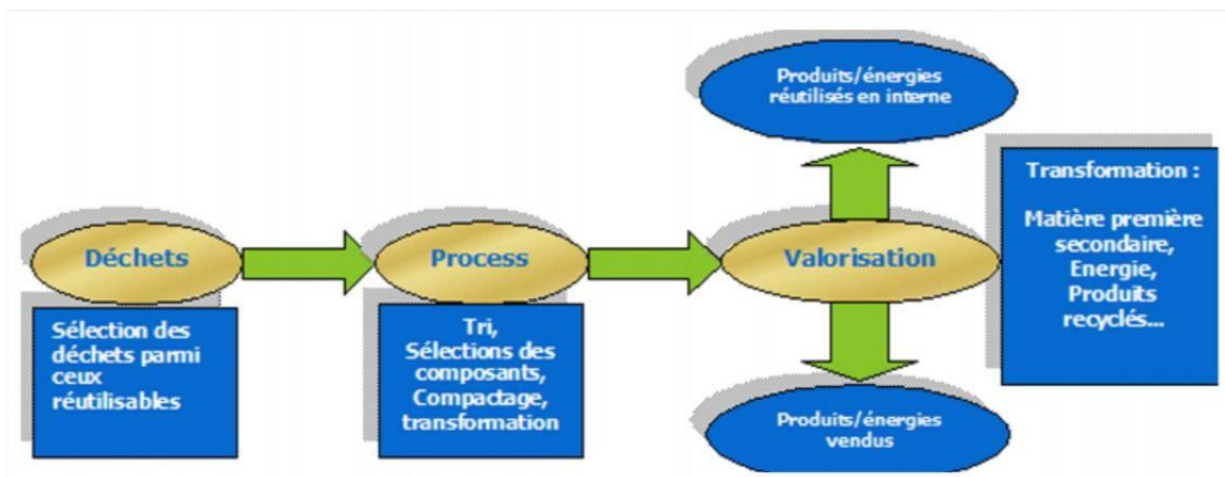 Produits/énergies
réutilisés en interne
Transformation :
Matière première
secondaire,
Energie,
Produits
recyclés...
Déchets
Process
Valorisation
Sélection des
déchets parmi
ceux
réutilisables
Tri,
Sélections des
composants,
Compactage,
transformation
Produits/énergies
vendus